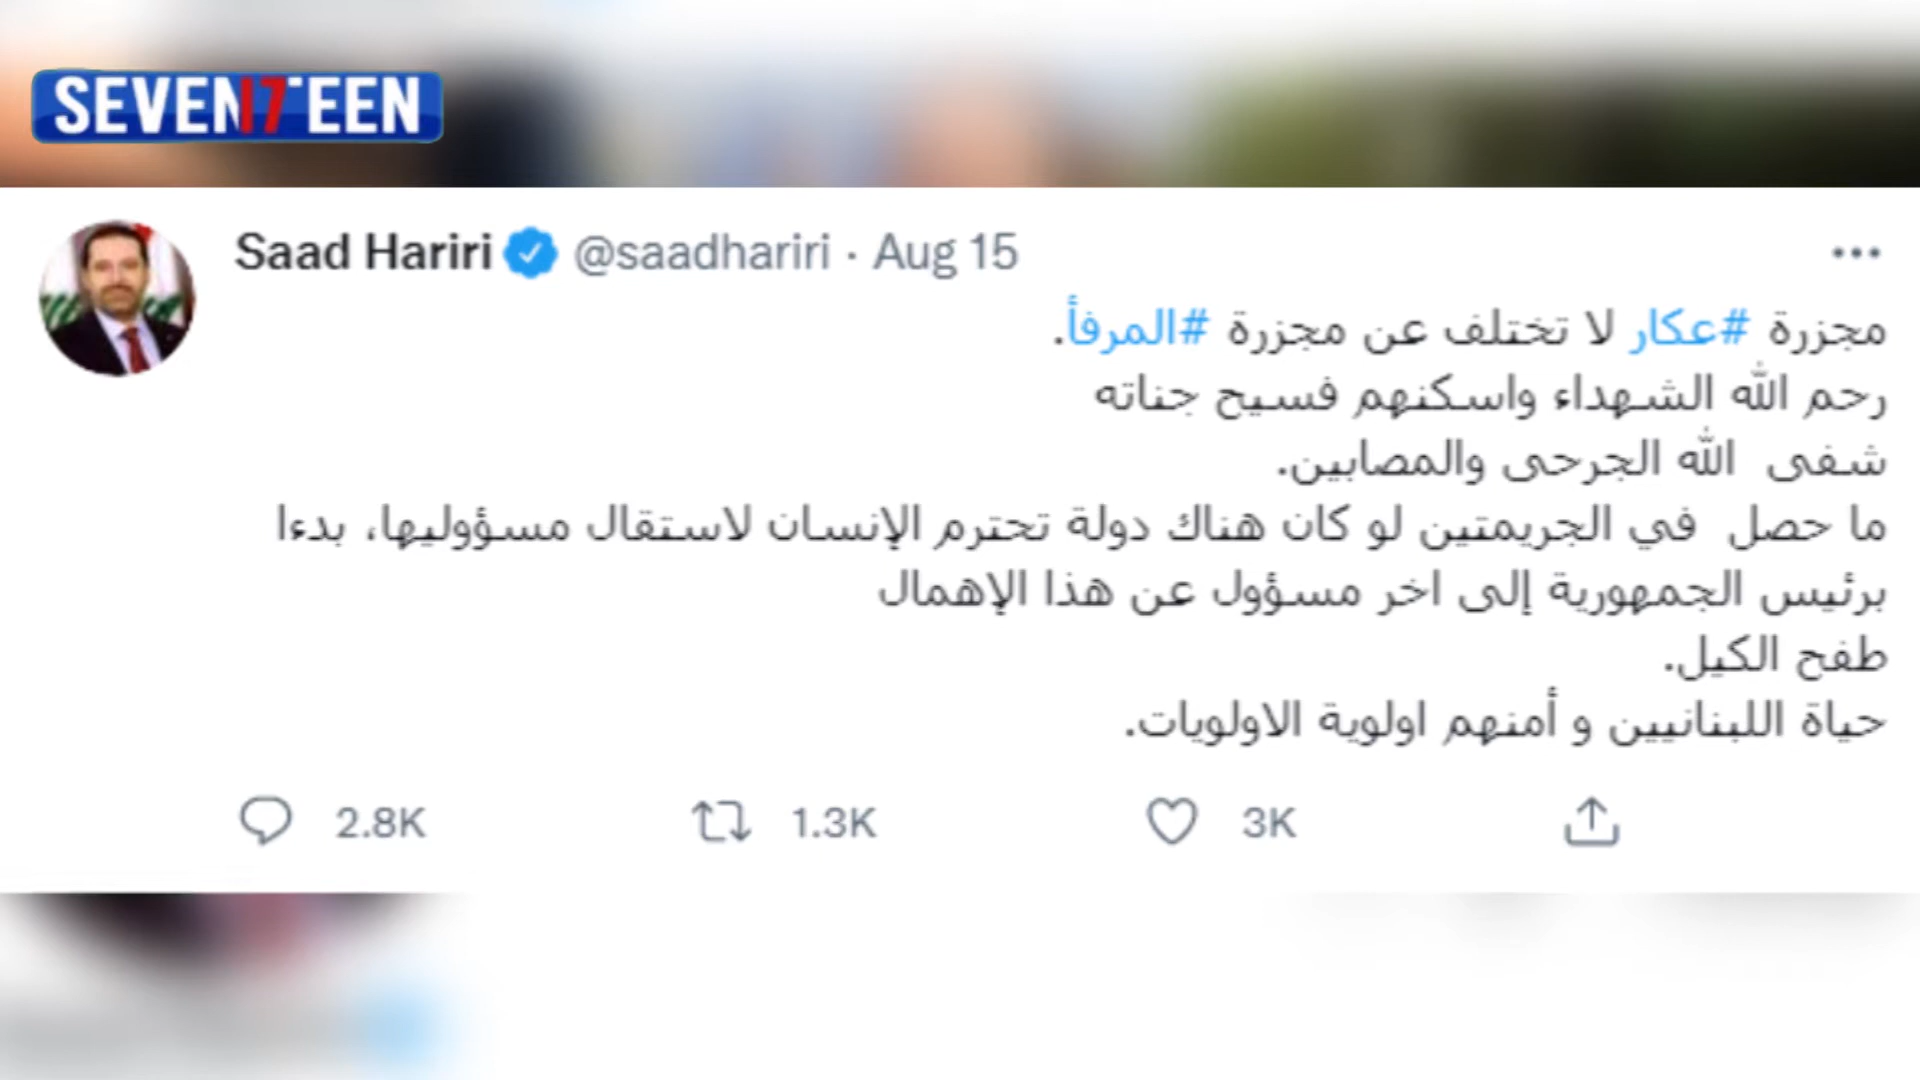 SEVEN17EEN
Saad Hariri @saadhariri · Aug 15
مجزرة #عكار لا تختلف عن مجزرة #المرفأ.
رحم الله الشهداء واسكنهم فسيح جناته
شفى الله الجرحى والمصابين.
ما حصل في الجريمتين لو كان هناك دولة تحترم الإنسان لاستقال مسؤوليها، بدءا
برئيس الجمهورية إلى اخر مسؤول عن هذا الإهمال
طفح الكيل.
حياة اللبنانيين و أمنهم اولوية الاولويات.
2.8K 1.3K 3K